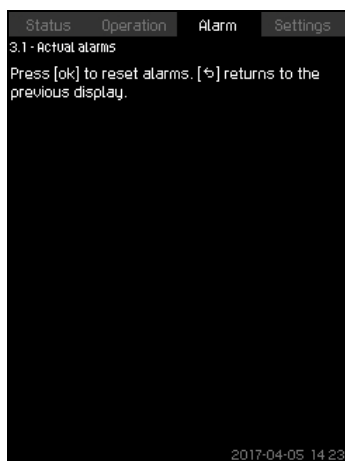 Status Operation Alarm Settings
3.1 - Actual alarms
Press [ok] to reset alarms. [↶] returns to the
previous display.
2017-04-05 14:23